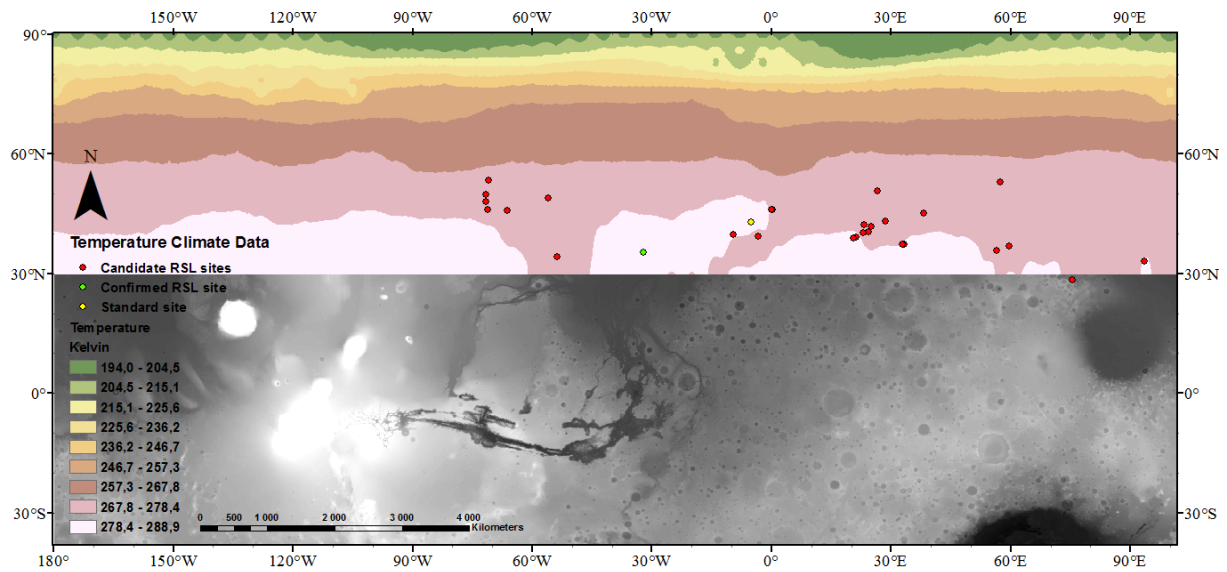 150°W 120°W 90°W 60°W 30°W 0° 30°E 60°E 90°E
90°
60°N 60°N
N
Temperature Climate Data
Candidate RSL sites
30°N 30°N
Confirmed RSL site
Standard site
Temperature
Kelvin
194,0 - 204,5
204,5 - 215,1
0° 0°
215,1 - 225,6
225,6 - 236,2
236,2 - 246,7
246,7 - 257,3
257,3 - 267,8
267,8 - 278,4
30°S 30°S
278,4 - 288,9
0 500 1 000 2 000 3 000 4 000
Kilometers
180° 150°W 120°W 90°W 60°W 30°W 0° 30°E 60°E 90°E